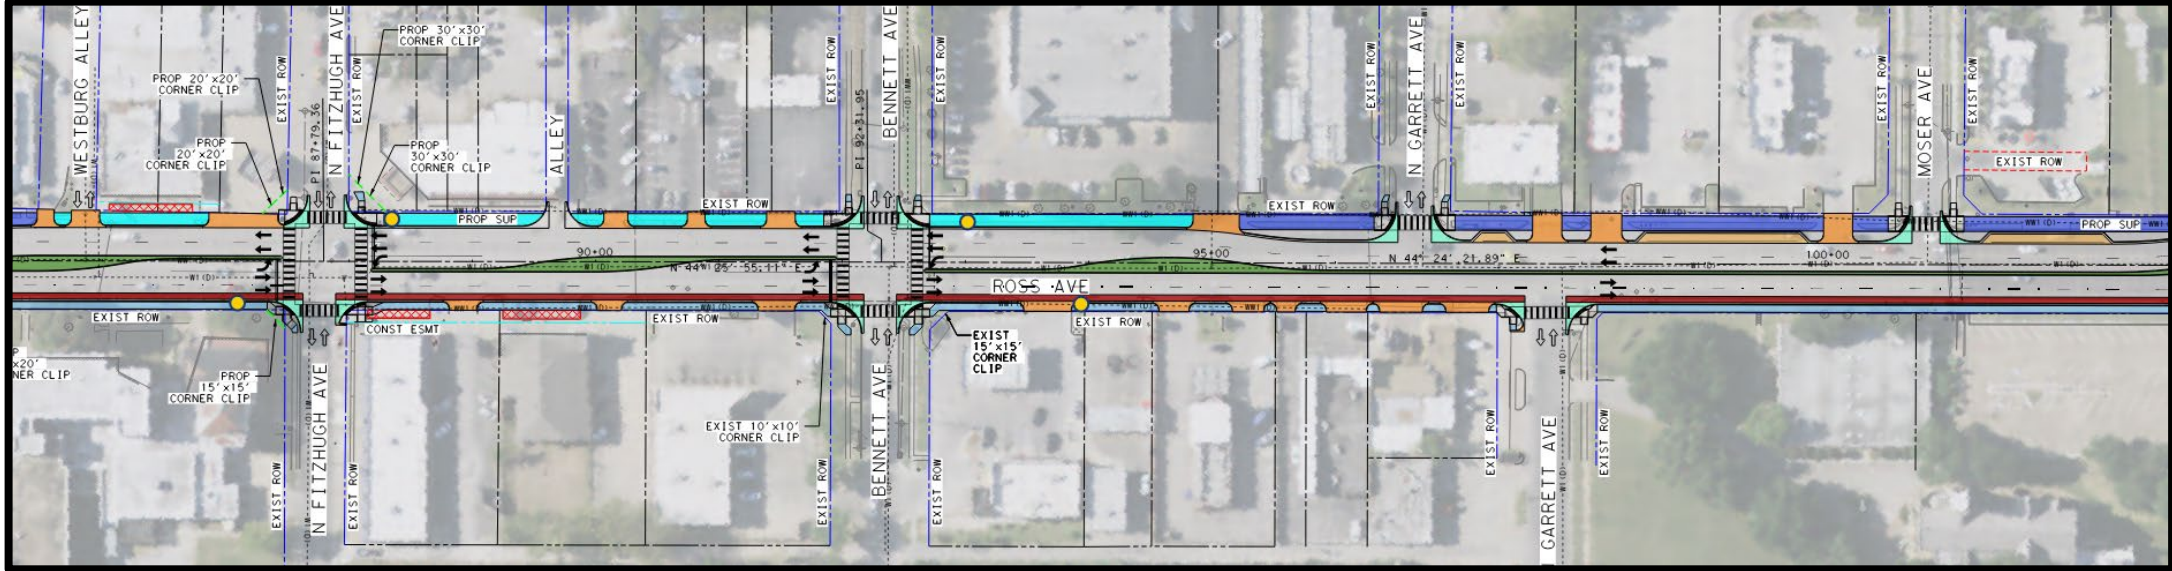 WESTBURG ALLEY
PROP 20'x20'
CORNER CLIP
PROP
20'x20'
CORNER CLIP
EXIST ROW
PI 87+79.36
N FITZHUGH AVE
EXIST ROW
PROP 30'x30'
CORNER CLIP
PROP
30'x30'
CORNER CLIP
ALLEY
EXIST ROW
PI 92+31.95
BENNETT AVE
EXIST ROW
EXIST ROW
N GARRETT AVE
EXIST ROW
EXIST ROW
MOSER AVE
EXIST ROW
EXIST ROW
PROP SUP
EXIST ROW
EXIST ROW
PROP SUP
90+00
95+00
N 44° 24' 21.89" E
100+00
ROSS AVE
EXIST ROW
CONST ESMT
EXIST ROW
EXIST ROW
EXIST
15'x15'
CORNER
CLIP
x20'
NER CLIP
PROP
15'x15'
CORNER CLIP
EXIST 10'x10'
CORNER CLIP
EXIST ROW
N FITZHUGH AVE
EXIST ROW
EXIST ROW
BENNETT AVE
EXIST ROW
EXIST ROW
GARRETT AVE
EXIST ROW